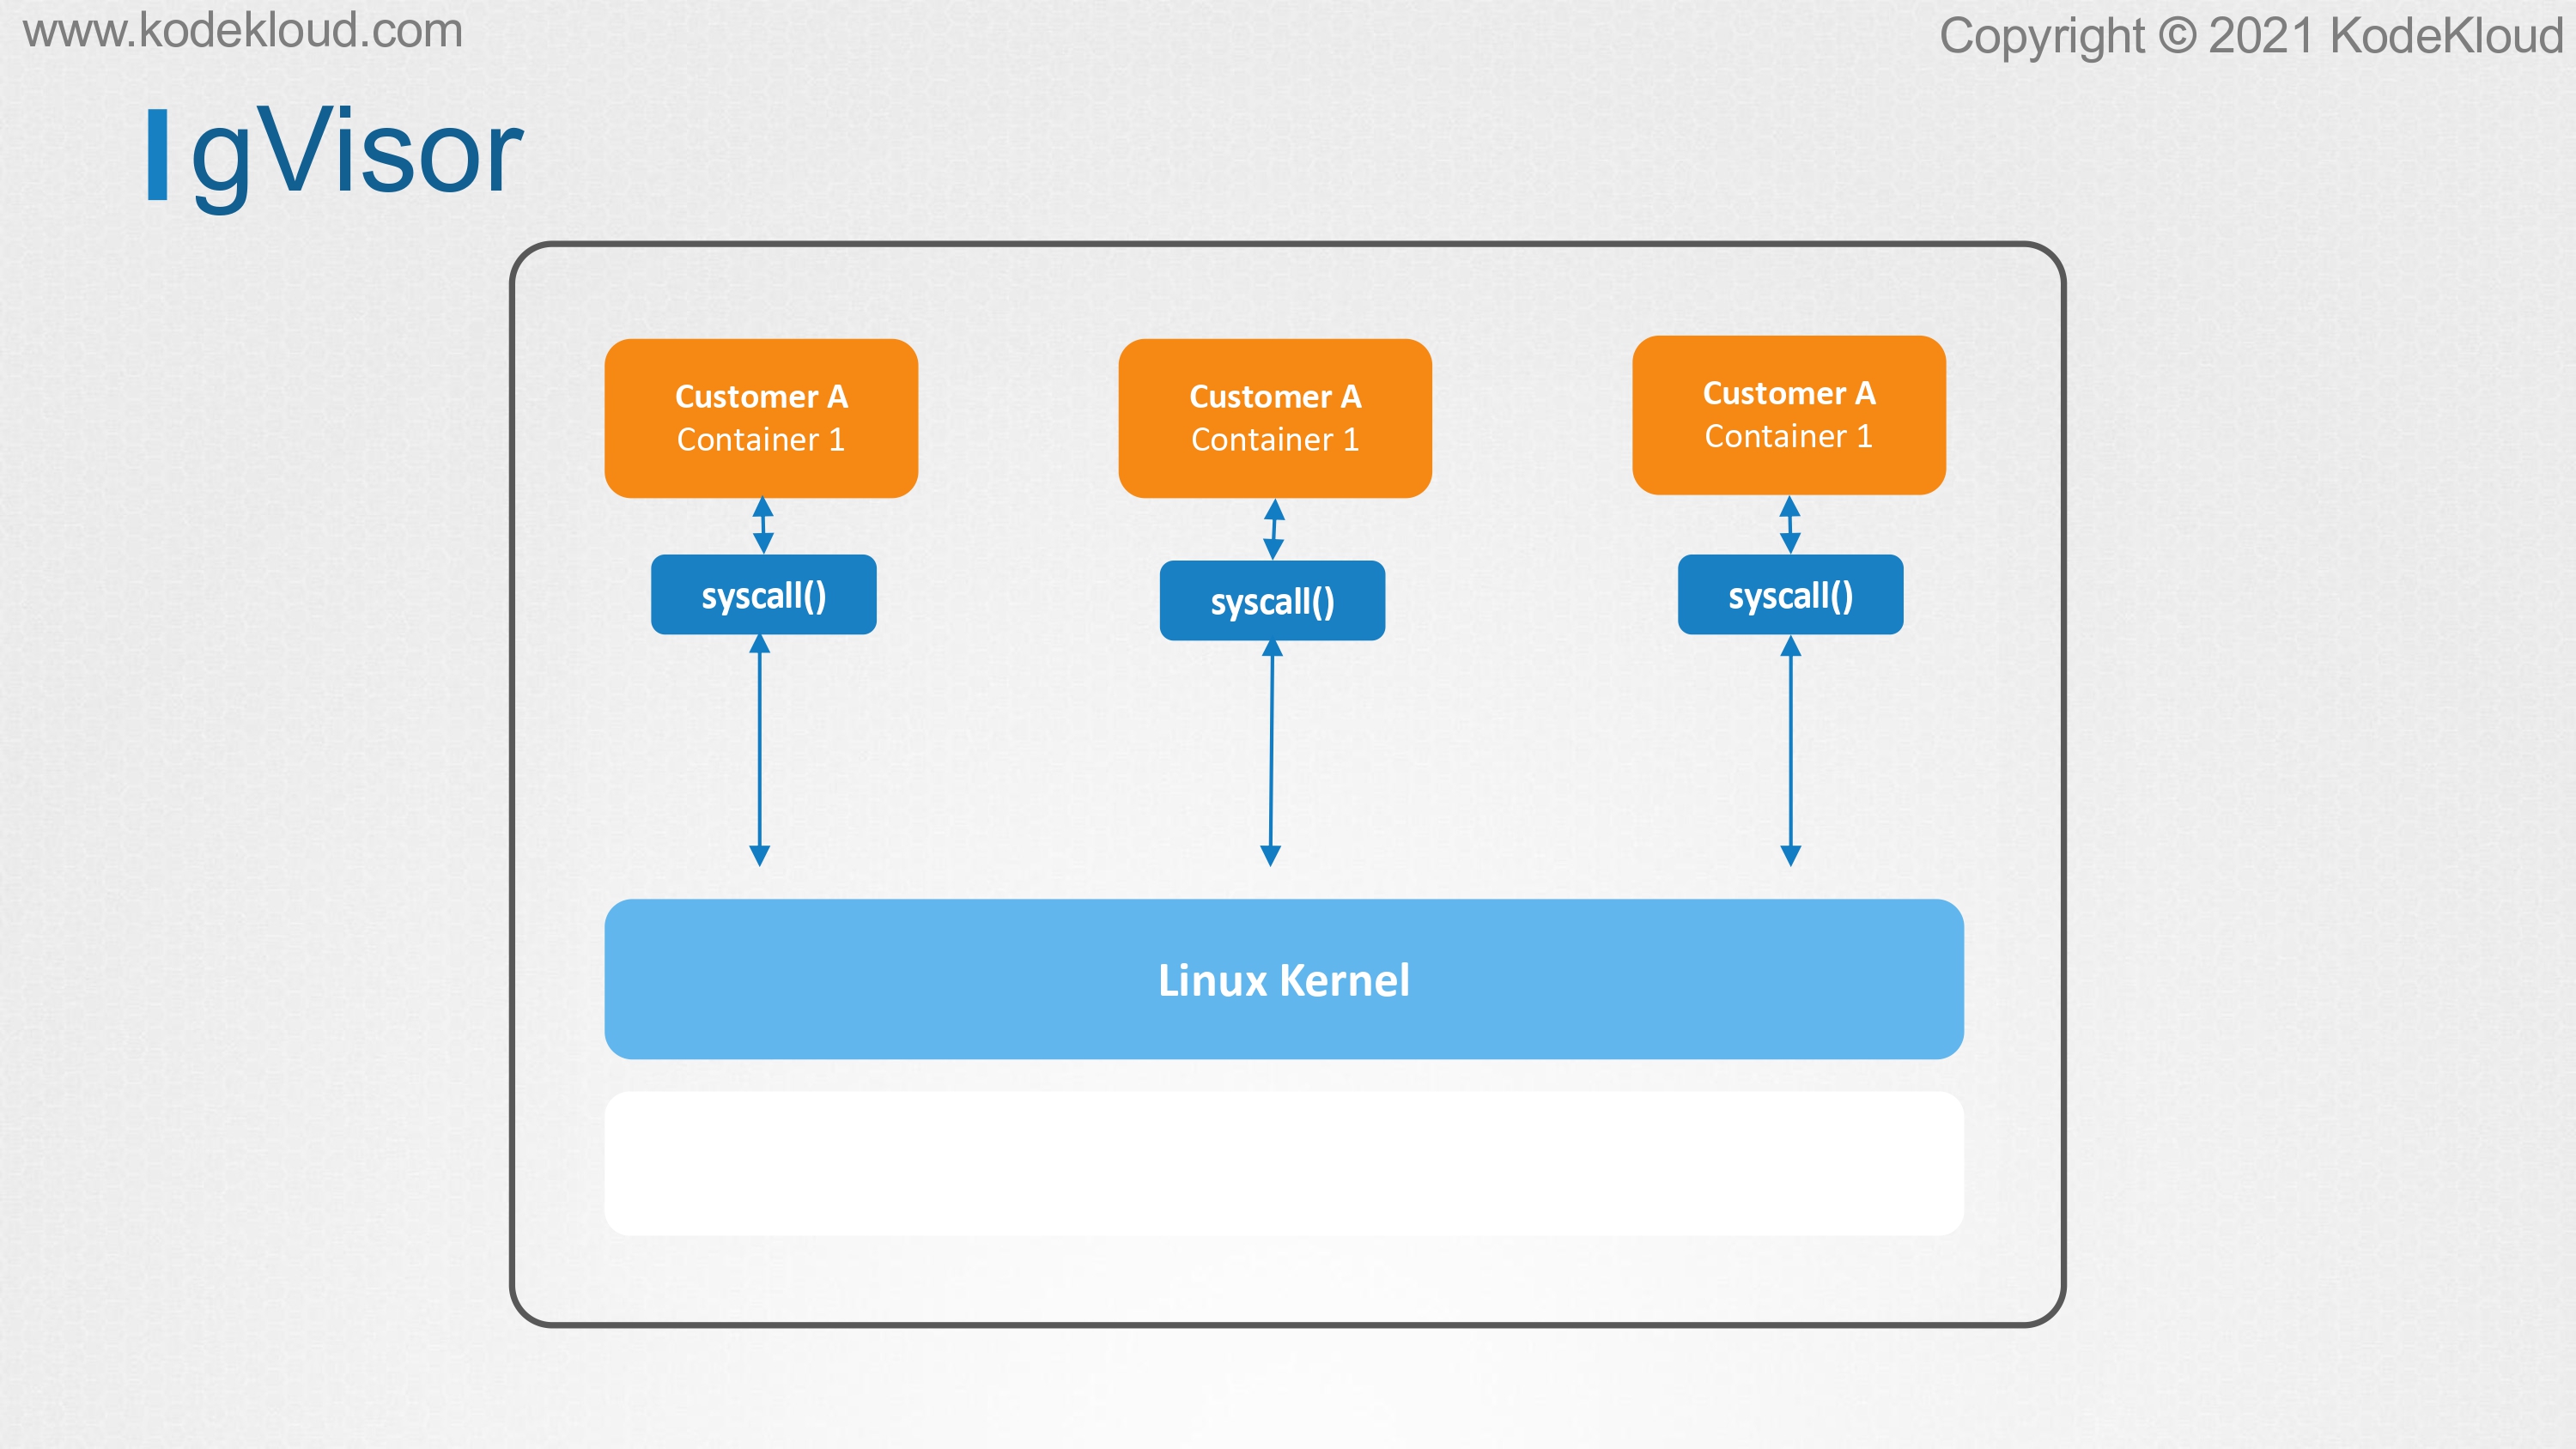 www.kodekloud.com
Copyright © 2021 KodeKloud
gVisor
Customer A
Container 1
Customer A
Container 1
Customer A
Container 1
syscall()
syscall()
syscall()
Linux Kernel